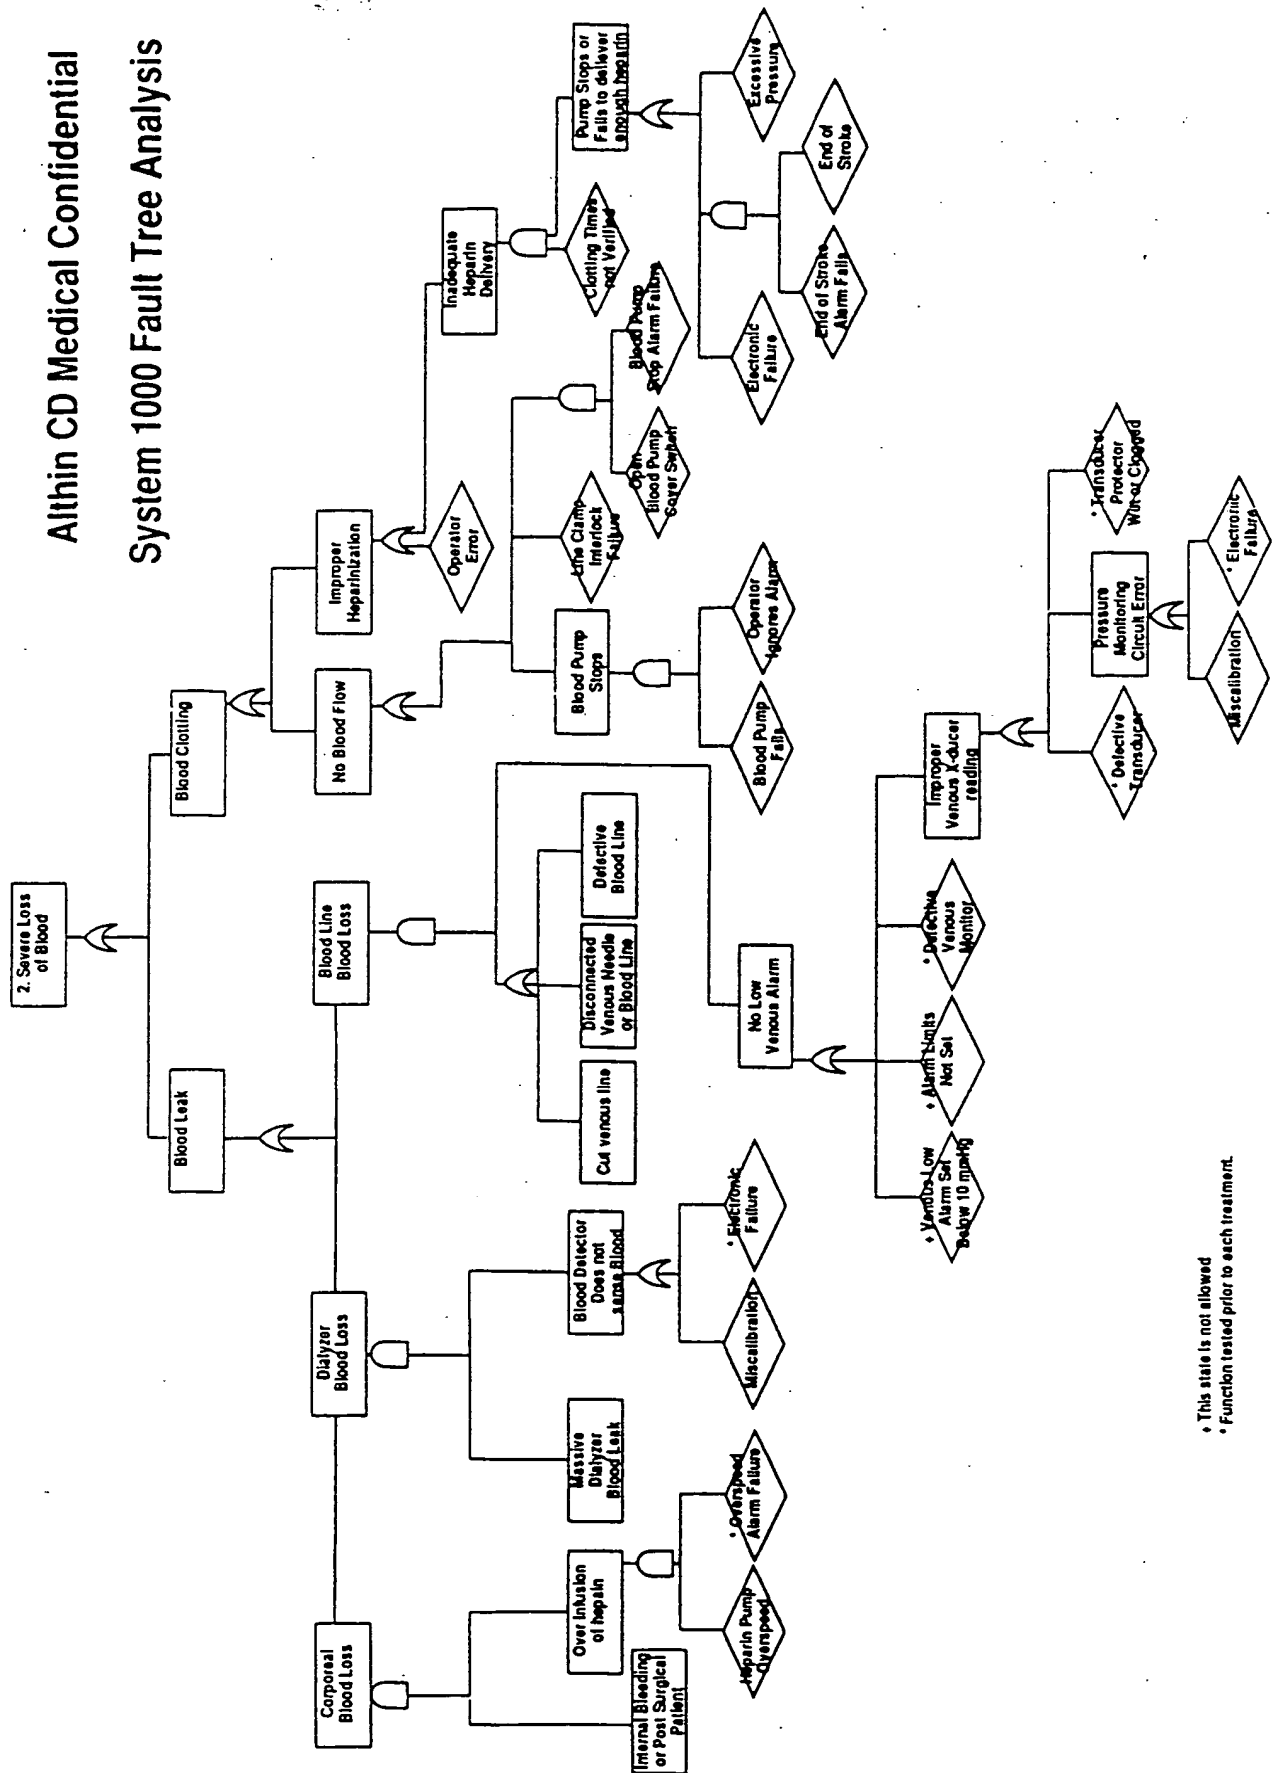 Althin CD Medical Confidential
System 1000 Fault Tree Analysis
2. Severe Loss
of Blood
Blood Leak
Blood Clotting
Corporeal
Blood Loss
Dialyzer
Blood Loss
Blood Line
Blood Loss
No Blood Flow
Improper
Heparinization
Operator
Error
Inadequate
Heparin
Delivery
Internal Bleeding
or Post Surgical
Patient
Over Infusion
of hepain
Massive
Dialyzer
Blood Leak
Blood Detector
Does not
sense Blood
Cut venous line
Disconnected
Venous Needle
or Blood Line
Defective
Blood Line
Blood Pump
Stops
Line Clamp
Interlock
Failure
Open
Blood Pump
Cover Switch
Blood Pump
Stop Alarm Failure
Clotting Times
not Verified
Pump Stops or
Fails to deliever
enough heparin
Heparin Pump
Overspeed
* Overspeed
Alarm Failure
Miscalibration
* Electronic
Failure
No Low
Venous Alarm
Blood Pump
Fails
Operator
Ignores Alarm
Electronic
Failure
Excessive
Pressure
End of Stroke
Alarm Fails
End of
Stroke
+ Venous Low
Alarm Set
Below 10 mmHg
+ Alarm Limits
Not Set
* Defective
Venous
Monitor
Improper
Venous X-ducer
reading
* Defective
Transducer
Pressure
Monitoring
Circuit Error
* Transducer
Protector
Wet or Clogged
Miscalibration
* Electronic
Failure
+ This state is not allowed
* Function tested prior to each treatment.